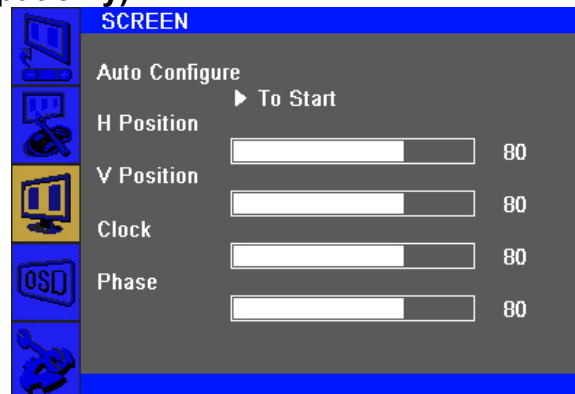 SCREEN
Auto Configure
To Start
H Position
80
V Position
80
Clock
80
Phase
80
OSD